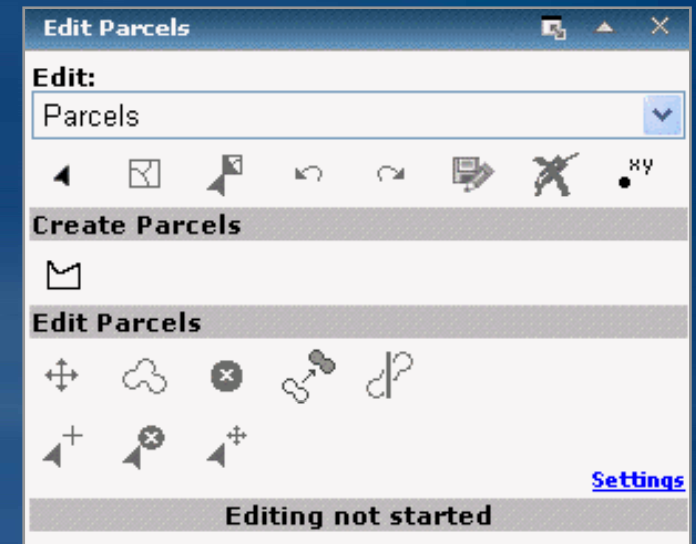 Edit Parcels
Edit:
Parcels
xy
Create Parcels
Edit Parcels
Settings
Editing not started